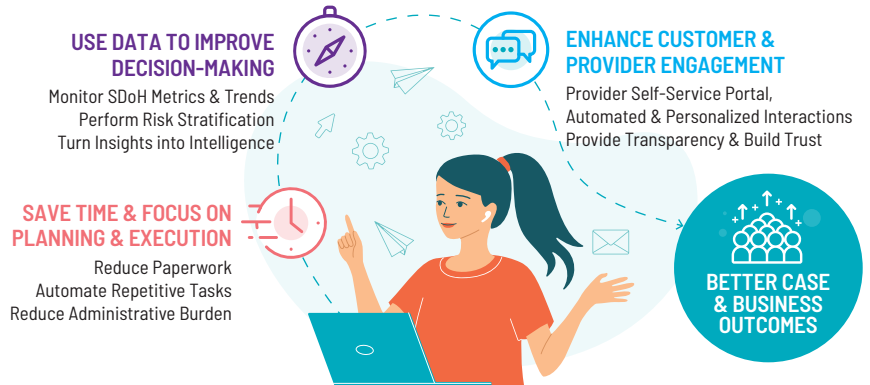 USE DATA TO IMPROVE
DECISION-MAKING
Monitor SDoH Metrics & Trends
Perform Risk Stratification
Turn Insights into Intelligence
ENHANCE CUSTOMER &
PROVIDER ENGAGEMENT
Provider Self-Service Portal,
Automated & Personalized Interactions
Provide Transparency & Build Trust
SAVE TIME & FOCUS ON
PLANNING & EXECUTION
Reduce Paperwork
Automate Repetitive Tasks
Reduce Administrative Burden
BETTER CASE
& BUSINESS
OUTCOMES